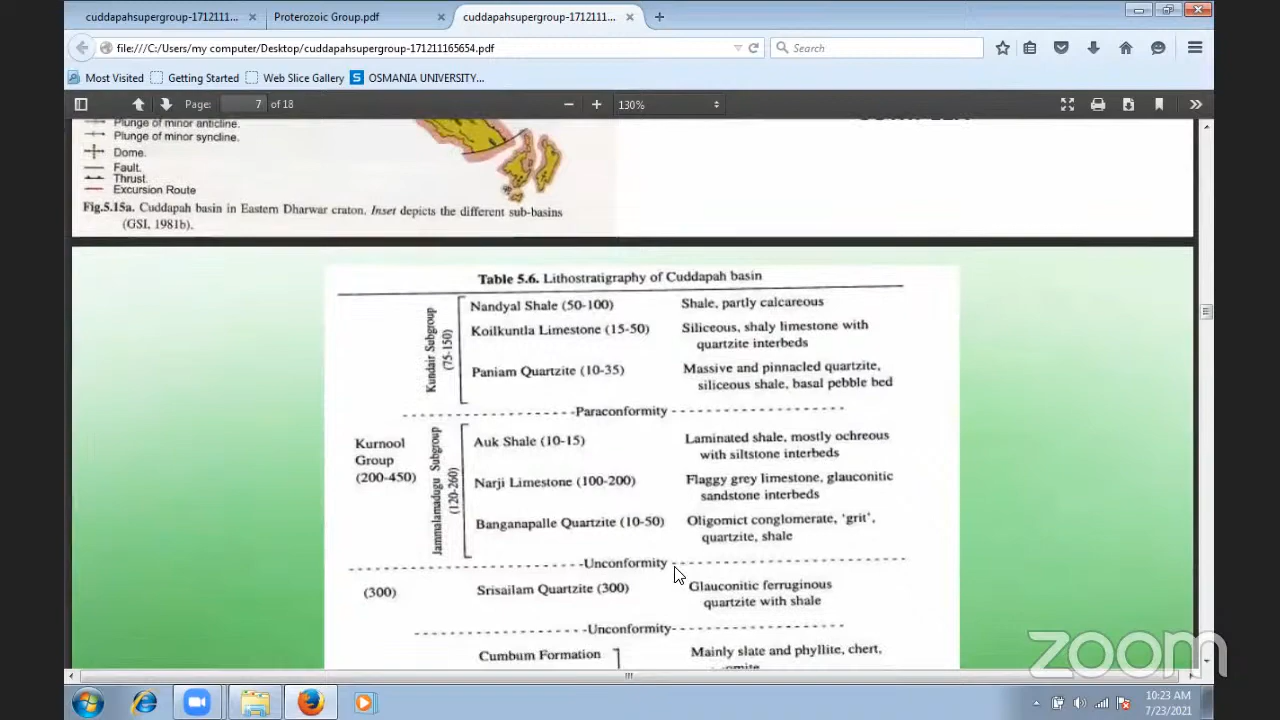 cuddapahsupergroup-1712111...
Proterozoic Group.pdf
cuddapahsupergroup-1712111...
file:///C:/Users/my computer/Desktop/cuddapahsupergroup-171211165654.pdf
Search
Most Visited
Getting Started
Web Slice Gallery
OSMANIA UNIVERSITY...
Page: 7 of 18
130%
Plunge of minor anticline.
Plunge of minor syncline.
Dome.
Fault.
Thrust.
Excursion Route
Fig.5.15a. Cuddapah basin in Eastern Dharwar craton, Inset depicts the different sub-basins
(GSI, 1981b).
Table 5.6. Lithostratigraphy of Cuddapah basin
Kundair Subgroup
(75-150)
Nandyal Shale (50-100)
Shale, partly calcareous
Koilkuntla Limestone (15-50)
Siliceous, shaly limestone with
quartzite interbeds
Paniam Quartzite (10-35)
Massive and pinnacled quartzite,
siliceous shale, basal pebble bed
Paraconformity
Kurnool
Group
(200-450)
Jammalamadugu Subgroup
(120-260)
Auk Shale (10-15)
Laminated shale, mostly ochreous
with siltstone interbeds
Narji Limestone (100-200)
Flaggy grey limestone, glauconitic
sandstone interbeds
Banganapalle Quartzite (10-50)
Oligomict conglomerate, 'grit',
quartzite, shale
Unconformity
(300)
Srisailam Quartzite (300)
Glauconitic ferruginous
quartzite with shale
Unconformity
Cumbum Formation
Mainly slate and phyllite, chert,
zoom
10:23 AM
7/23/2021